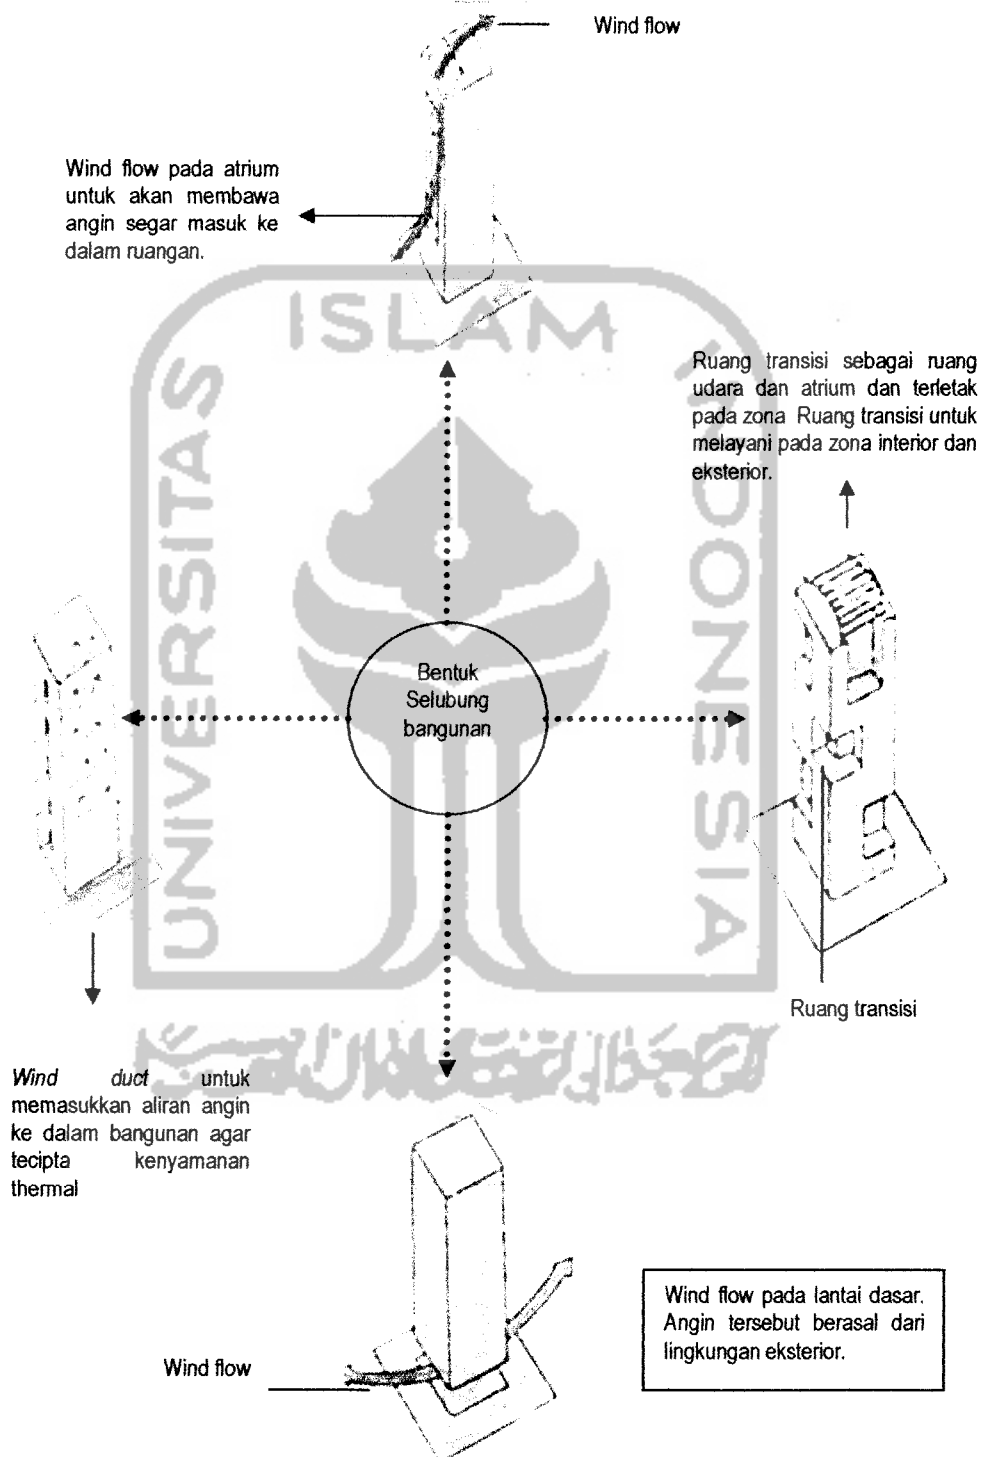 Wind flow
Wind flow pada atrium
untuk akan membawa
angin segar masuk ke
dalam ruangan.
ISLAM
UNIVERSITAS
INDONESIA
Ruang transisi sebagai ruang
udara dan atrium dan terletak
pada zona Ruang transisi untuk
melayani pada zona interior dan
eksterior.
Bentuk
Selubung
bangunan
Ruang transisi
Wind duct untuk
memasukkan aliran angin
ke dalam bangunan agar
tecipta kenyamanan
thermal
Wind flow
Wind flow pada lantai dasar.
Angin tersebut berasal dari
lingkungan eksterior.